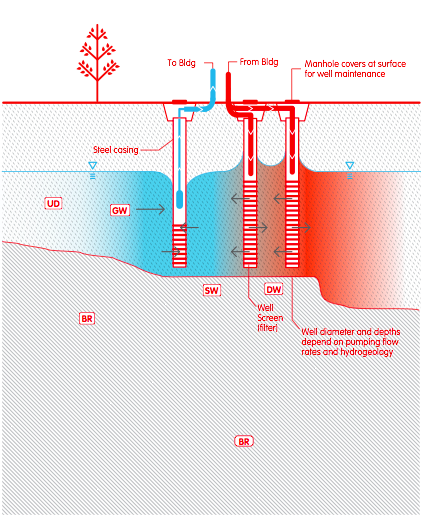 To Bldg
From Bldg
Manhole covers at surface
for well maintenance
Steel casing
UD
GW
SW
DW
Well
Screen
(filter)
BR
Well diameter and depths
depend on pumping flow
rates and hydrogeology
BR